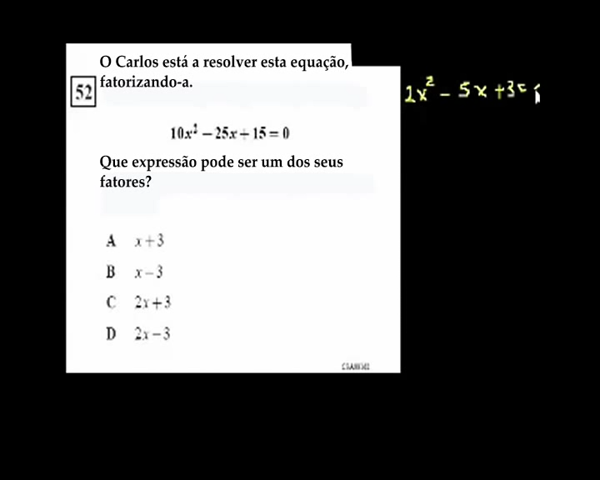 O Carlos está a resolver esta equação,
52 fatorizando-a.
10x² – 25x + 15 = 0
Que expressão pode ser um dos seus
fatores?
A x + 3
B x – 3
C 2x + 3
D 2x – 3
2x² – 5x + 3 =